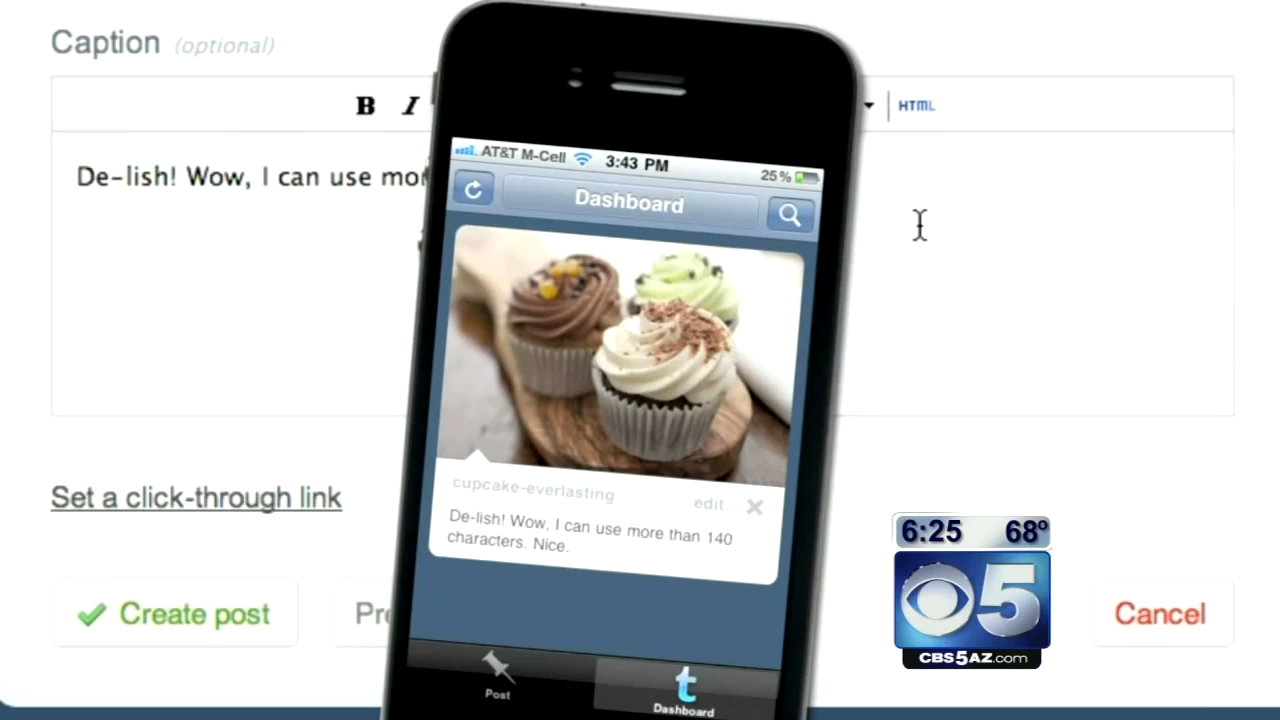 Caption (optional)
B I HTML
De-lish! Wow, I can use mor
AT&T M-Cell 3:43 PM 25%
Dashboard
cupcake-everlasting edit
De-lish! Wow, I can use more than 140
characters. Nice.
Set a click-through link
Create post Pre Cancel
Post t Dashboard
6:25 68°
5
CBS5AZ.com